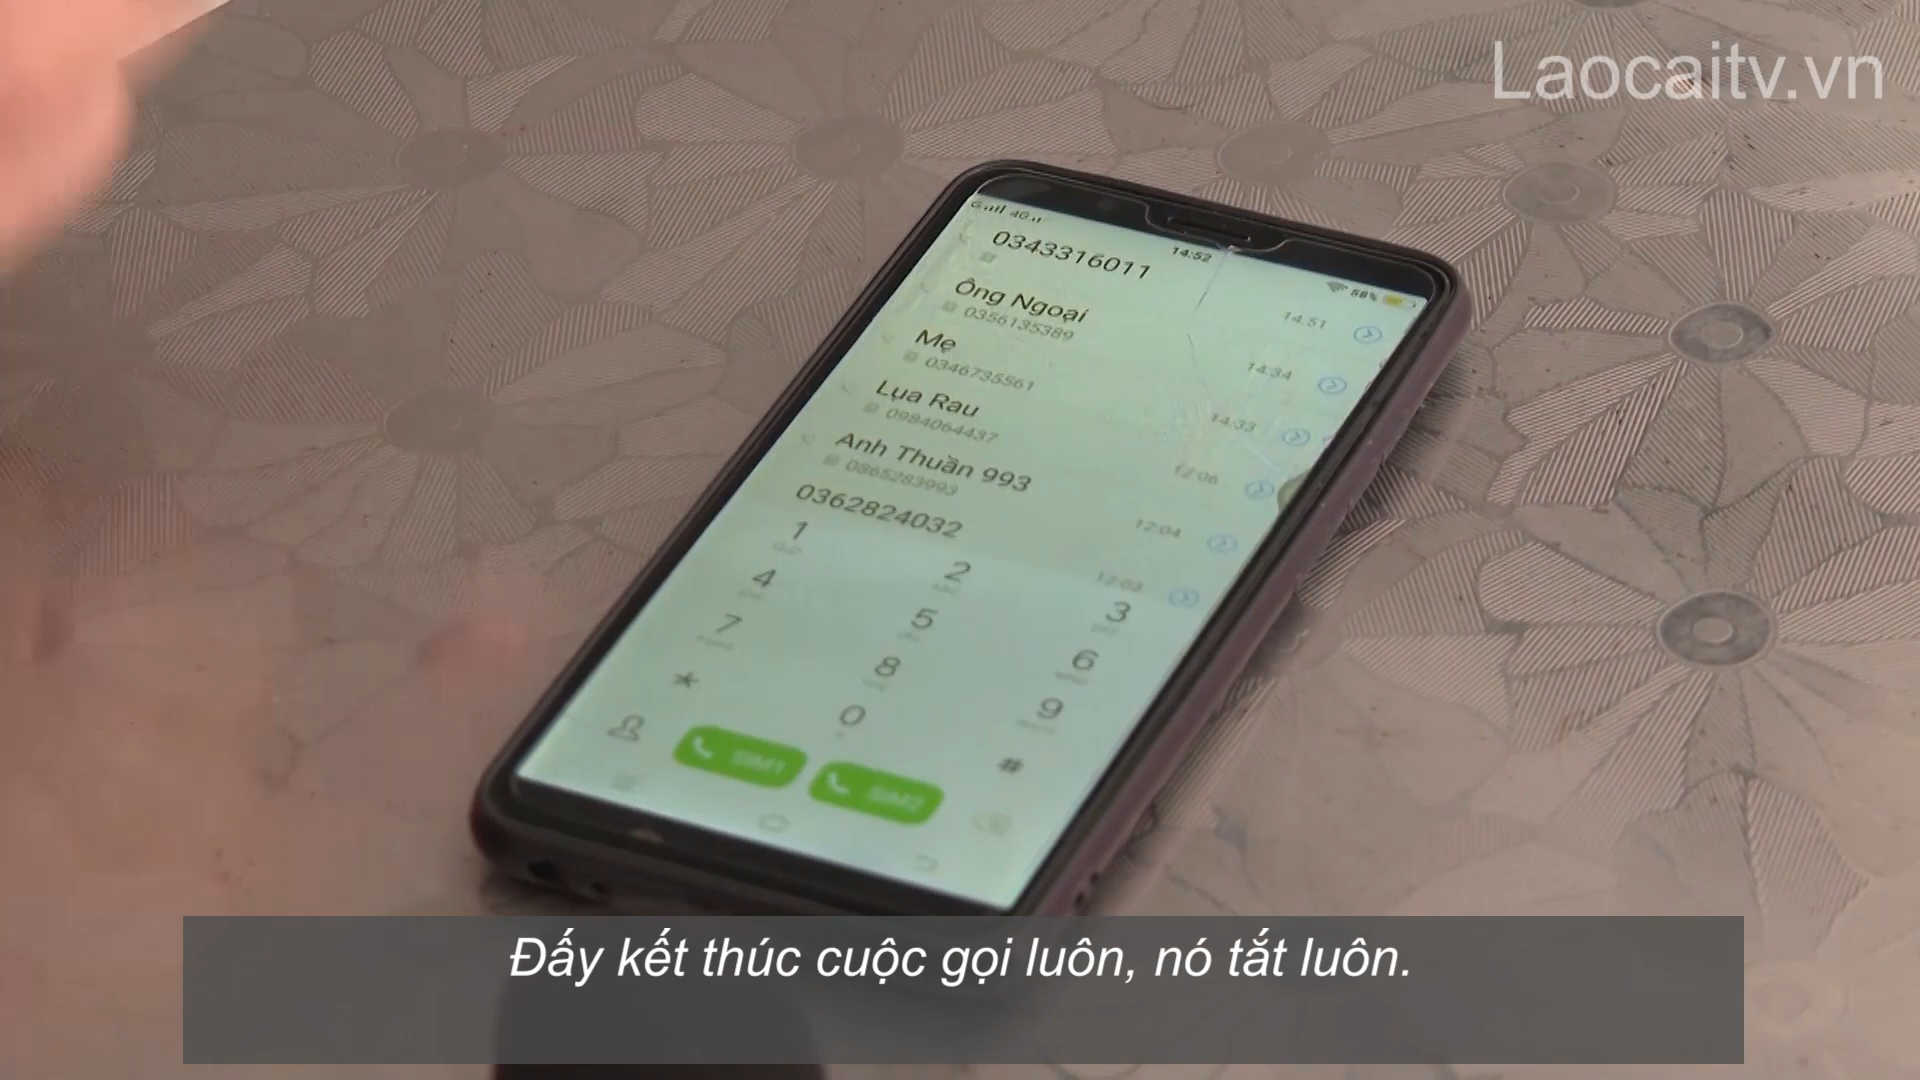 Laocaitv.vn
4G
14:52
58%
0343316011
14:51
Ông Ngoại
0356135389
14:34
Mẹ
0346735561
14:33
Lụa Rau
0984064437
12:06
Anh Thuần 993
0865283993
12:04
0362824032
12:03
1
2
3
4
5
6
7
8
9
*
0
#
SIM1
SIM2
Đấy kết thúc cuộc gọi luôn, nó tắt luôn.